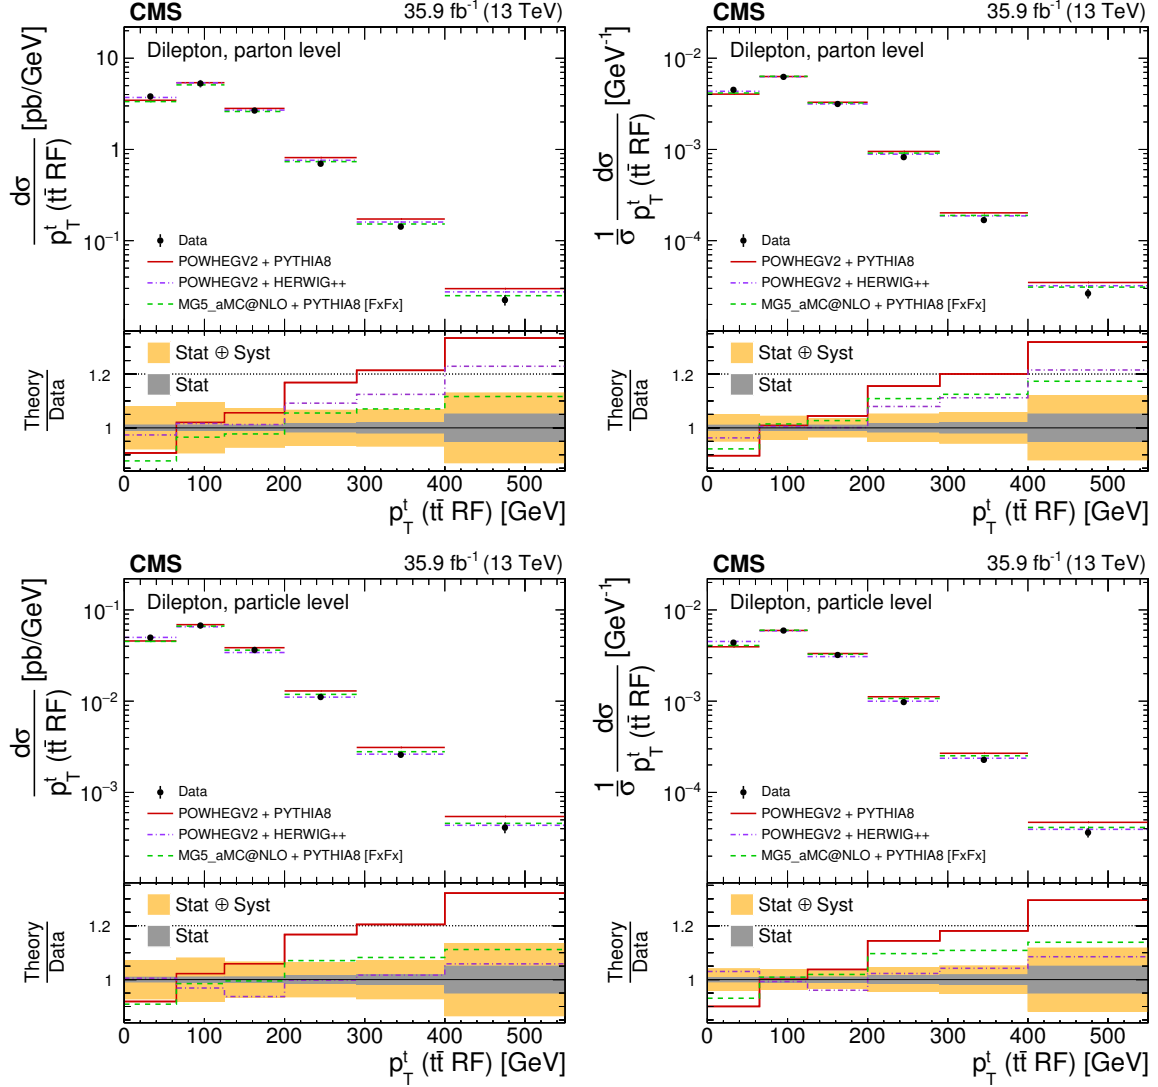 CMS 35.9 fb⁻¹ (13 TeV)
Dilepton, parton level
dσ / p_T^t (tt̄ RF) [pb/GeV]
10
1
10⁻¹
Data
POWHEGV2 + PYTHIA8
POWHEGV2 + HERWIG++
MG5_aMC@NLO + PYTHIA8 [FxFx]
Theory / Data
Stat ⊕ Syst
Stat
1.2
1
0 100 200 300 400 500
p_T^t (tt̄ RF) [GeV]
CMS 35.9 fb⁻¹ (13 TeV)
Dilepton, parton level
1/σ dσ / p_T^t (tt̄ RF) [GeV⁻¹]
10⁻²
10⁻³
10⁻⁴
Data
POWHEGV2 + PYTHIA8
POWHEGV2 + HERWIG++
MG5_aMC@NLO + PYTHIA8 [FxFx]
Theory / Data
Stat ⊕ Syst
Stat
1.2
1
0 100 200 300 400 500
p_T^t (tt̄ RF) [GeV]
CMS 35.9 fb⁻¹ (13 TeV)
Dilepton, particle level
dσ / p_T^t (tt̄ RF) [pb/GeV]
10⁻¹
10⁻²
10⁻³
Data
POWHEGV2 + PYTHIA8
POWHEGV2 + HERWIG++
MG5_aMC@NLO + PYTHIA8 [FxFx]
Theory / Data
Stat ⊕ Syst
Stat
1.2
1
0 100 200 300 400 500
p_T^t (tt̄ RF) [GeV]
CMS 35.9 fb⁻¹ (13 TeV)
Dilepton, particle level
1/σ dσ / p_T^t (tt̄ RF) [GeV⁻¹]
10⁻²
10⁻³
10⁻⁴
Data
POWHEGV2 + PYTHIA8
POWHEGV2 + HERWIG++
MG5_aMC@NLO + PYTHIA8 [FxFx]
Theory / Data
Stat ⊕ Syst
Stat
1.2
1
0 100 200 300 400 500
p_T^t (tt̄ RF) [GeV]